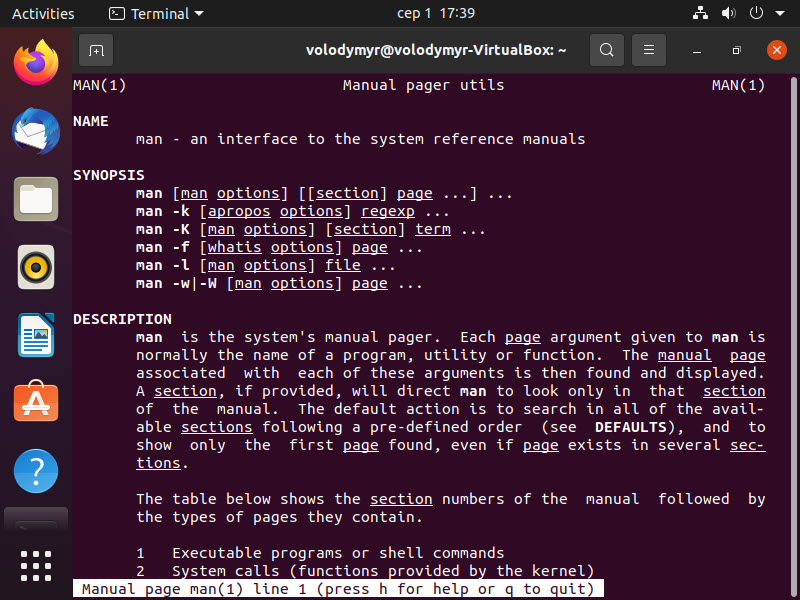 Activities Terminal сер 1 17:39
volodymyr@volodymyr-VirtualBox: ~
MAN(1) Manual pager utils MAN(1)
NAME
man - an interface to the system reference manuals
SYNOPSIS
man [man options] [[section] page ...] ...
man -k [apropos options] regexp ...
man -K [man options] [section] term ...
man -f [whatis options] page ...
man -l [man options] file ...
man -w|-W [man options] page ...
DESCRIPTION
man is the system's manual pager. Each page argument given to man is
normally the name of a program, utility or function. The manual page
associated with each of these arguments is then found and displayed.
A section, if provided, will direct man to look only in that section
of the manual. The default action is to search in all of the avail-
able sections following a pre-defined order (see DEFAULTS), and to
show only the first page found, even if page exists in several sec-
tions.
The table below shows the section numbers of the manual followed by
the types of pages they contain.
1 Executable programs or shell commands
2 System calls (functions provided by the kernel)
Manual page man(1) line 1 (press h for help or q to quit)